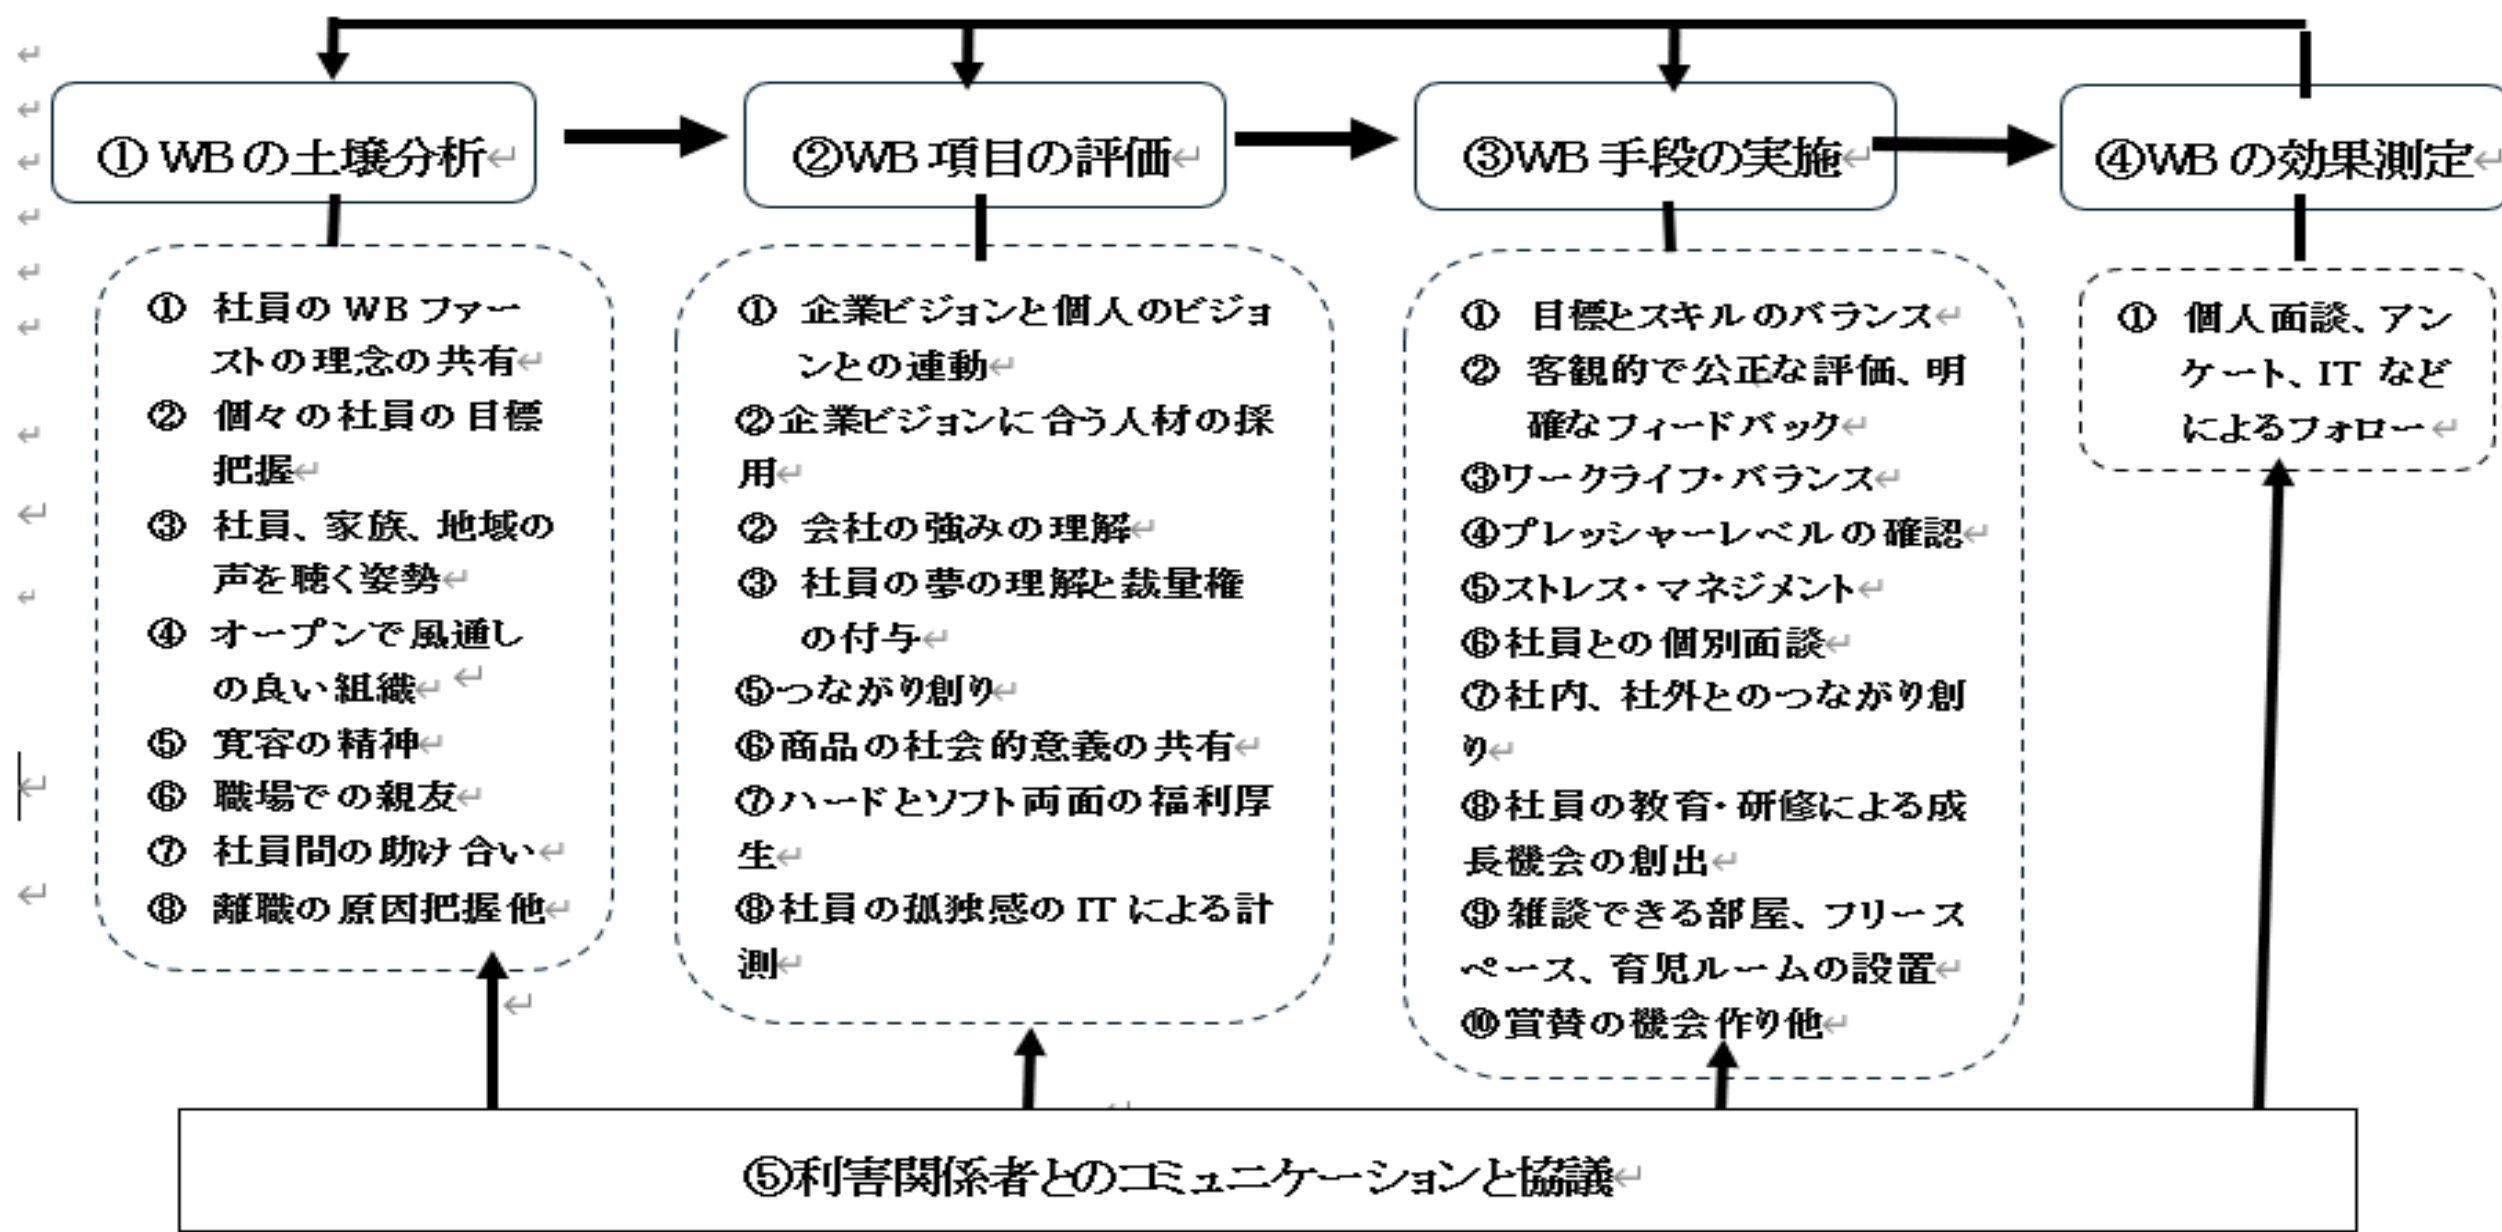 ①WBの土壌分析
②WB項目の評価
③WB手段の実施
④WBの効果測定
① 社員のWBファー
ストの理念の共有
② 個々の社員の目標
把握
③ 社員、家族、地域の
声を聴く姿勢
④ オープンで風通し
の良い組織
⑤ 寛容の精神
⑥ 職場での親友
⑦ 社員間の助け合い
⑧ 離職の原因把握他
① 企業ビジョンと個人のビジョ
ンとの連動
②企業ビジョンに合う人材の採
用
② 会社の強みの理解
③ 社員の夢の理解と裁量権
の付与
⑤つながり創り
⑥商品の社会的意義の共有
⑦ハードとソフト両面の福利厚
生
⑧社員の孤独感のITによる計
測
① 目標とスキルのバランス
② 客観的で公正な評価、明
確なフィードバック
③ワークライフ・バランス
④プレッシャーレベルの確認
⑤ストレス・マネジメント
⑥社員との個別面談
⑦社内、社外とのつながり創
り
⑧社員の教育・研修による成
長機会の創出
⑨雑談できる部屋、フリース
ペース、育児ルームの設置
⑩賞賛の機会作り他
① 個人面談、アン
ケート、ITなど
によるフォロー
⑤利害関係者とのコミュニケーションと協議